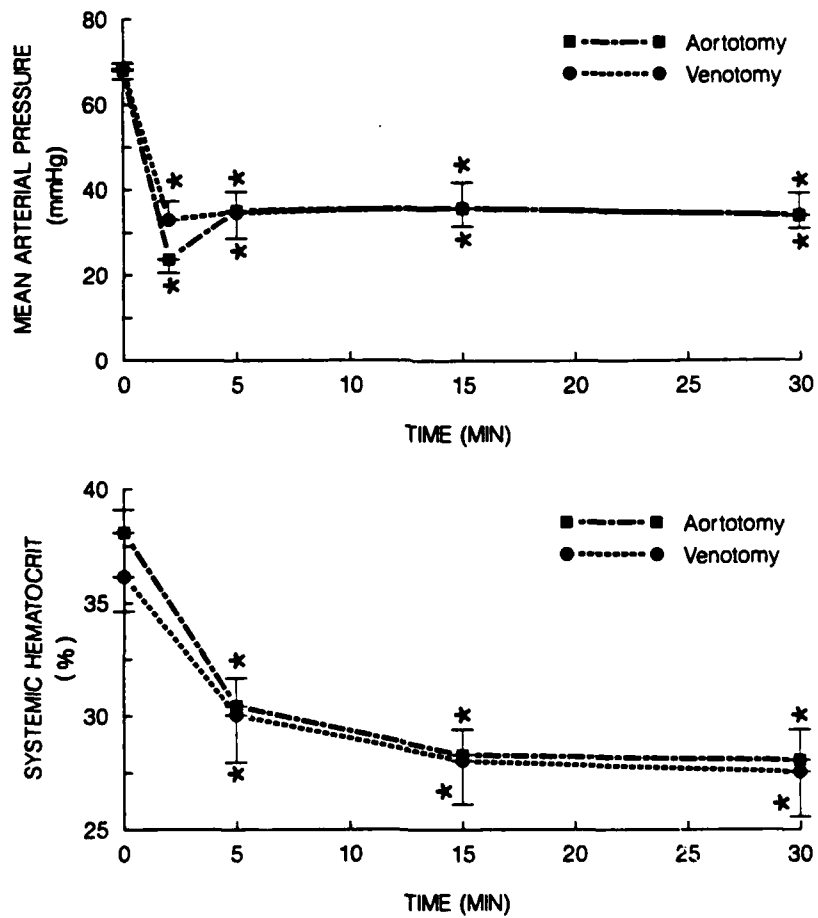 MEAN ARTERIAL PRESSURE
(mmHg)
80
60
40
20
0
Aortotomy
Venotomy
* * * *
* * * *
0 5 10 15 20 25 30
TIME (MIN)
SYSTEMIC HEMATOCRIT
(%)
40
35
30
25
Aortotomy
Venotomy
* * *
* * *
0 5 10 15 20 25 30
TIME (MIN)